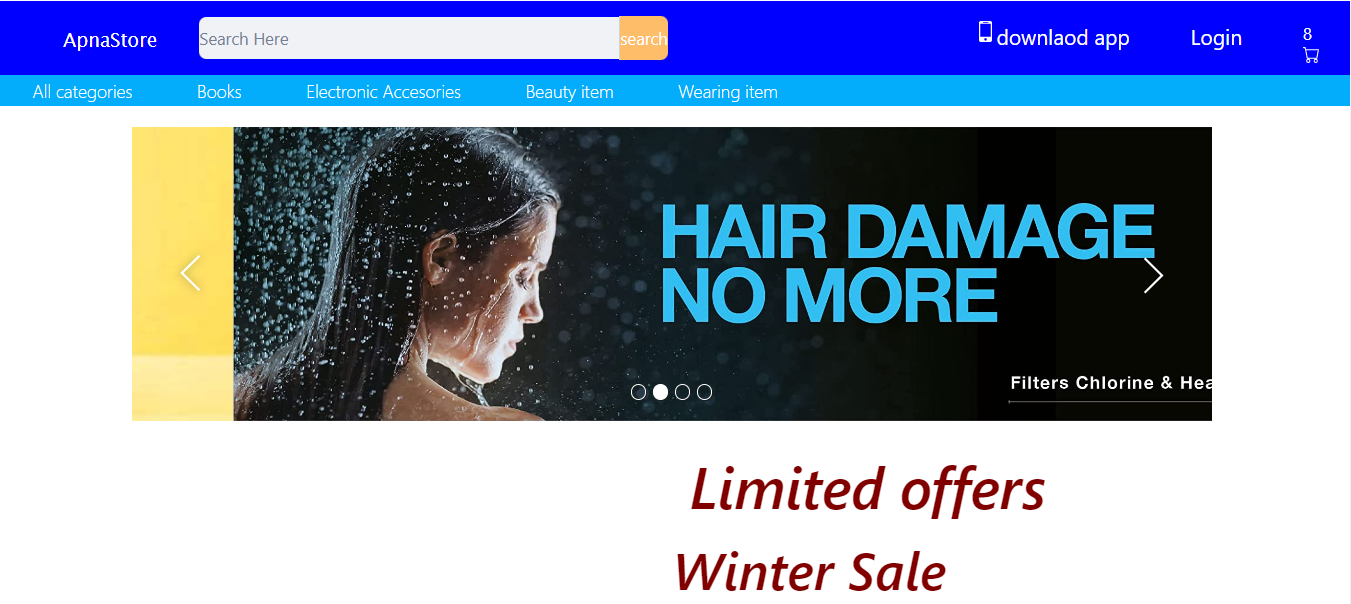 ApnaStore
Search Here
search
downlaod app
Login
8
All categories
Books
Electronic Accesories
Beauty item
Wearing item
HAIR DAMAGE
NO MORE
Filters Chlorine & Hea
Limited offers
Winter Sale